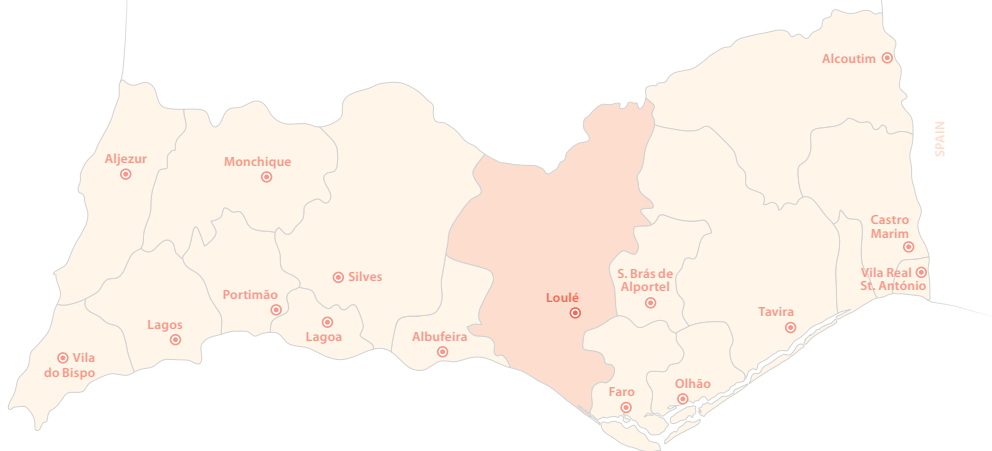 Alcoutim
SPAIN
Aljezur
Monchique
Castro
Marim
Silves
S. Brás de
Alportel
Vila Real
St. António
Portimão
Loulé
Tavira
Lagos
Lagoa
Albufeira
Vila
do Bispo
Faro
Olhão